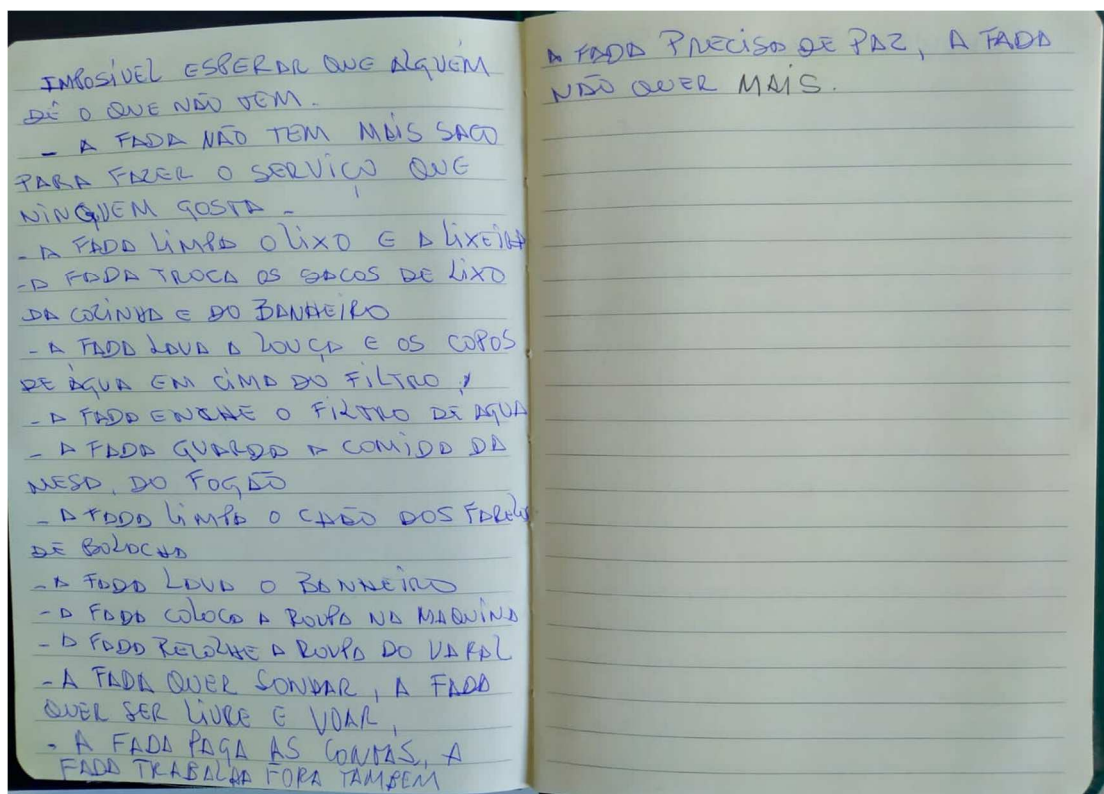 IMPOSÍVEL ESPERAR QUE ALGUÉM
DÊ O QUE NÃO TEM.
- A FADA NÃO TEM MAIS SACO
PARA FAZER O SERVIÇO QUE
NINGUEM GOSTA -
- A FADA LIMPA O LIXO E A LIXEIRA
- A FADA TROCA OS SACOS DE LIXO
DA COZINHA E DO BANHEIRO
- A FADA LAVA A LOUÇA E OS COPOS
DE ÁGUA EM CIMA DO FILTRO,
- A FADA ENCHE O FILTRO DE AGUA
- A FADA GUARDA A COMIDA DA
MESA, DO FOGÃO
- A FADA LIMPA O CHÃO DOS FARELOS
DE BOLACHA
- A FADA LAVA O BANHEIRO
- A FADA COLOCA A ROUPA NA MAQUINA
- A FADA RECOLHE A ROUPA DO VARAL
- A FADA QUER SONHAR, A FADA
QUER SER LIVRE E VOAR,
- A FADA PAGA AS CONTAS, A
FADA TRABALHA FORA TAMBEM
A FADA PRECISA DE PAZ, A FADA
NÃO QUER MAIS.